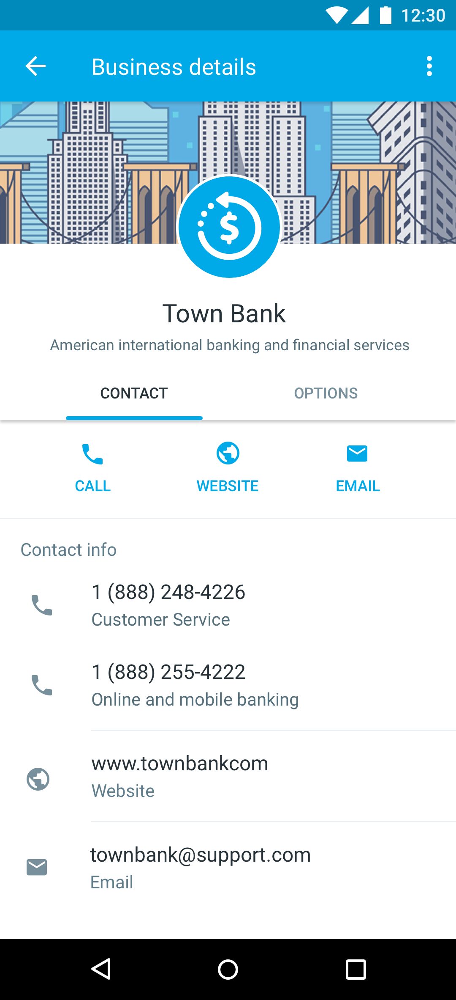 12:30
Business details
$
Town Bank
American international banking and financial services
CONTACT OPTIONS
CALL WEBSITE EMAIL
Contact info
1 (888) 248-4226
Customer Service
1 (888) 255-4222
Online and mobile banking
www.townbankcom
Website
townbank@support.com
Email